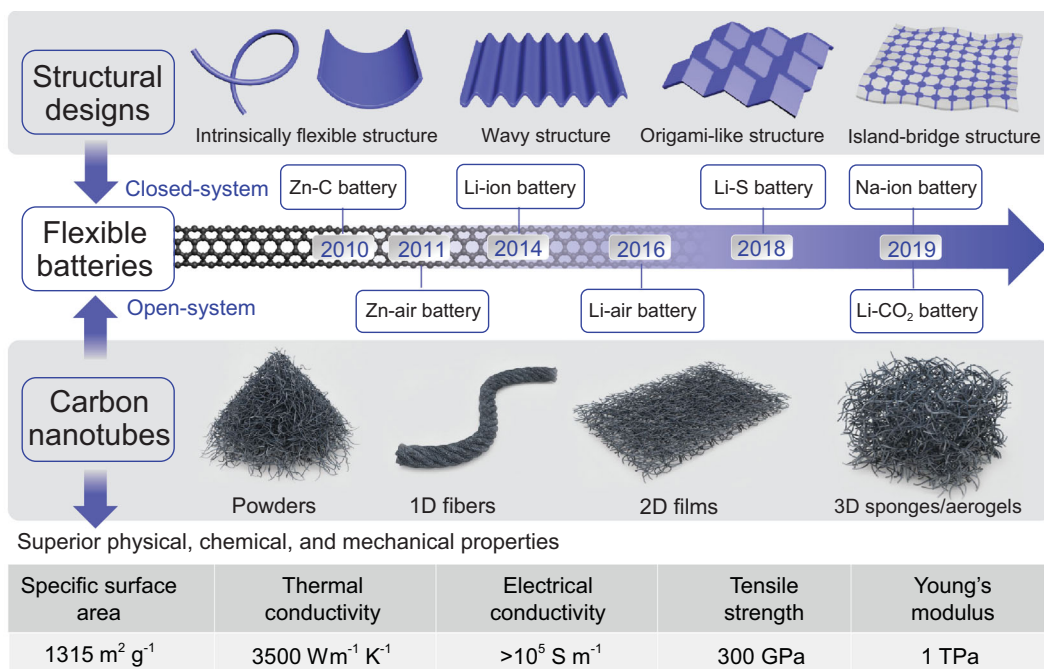 Structural
designs
Intrinsically flexible structure
Wavy structure
Origami-like structure
Island-bridge structure
Closed-system
Zn-C battery
Li-ion battery
Li-S battery
Na-ion battery
Flexible
batteries
2010
2011
2014
2016
2018
2019
Open-system
Zn-air battery
Li-air battery
Li-CO₂ battery
Carbon
nanotubes
Powders
1D fibers
2D films
3D sponges/aerogels
Superior physical, chemical, and mechanical properties
Specific surface
area
Thermal
conductivity
Electrical
conductivity
Tensile
strength
Young's
modulus
1315 m² g⁻¹
3500 Wm⁻¹ K⁻¹
>10⁵ S m⁻¹
300 GPa
1 TPa